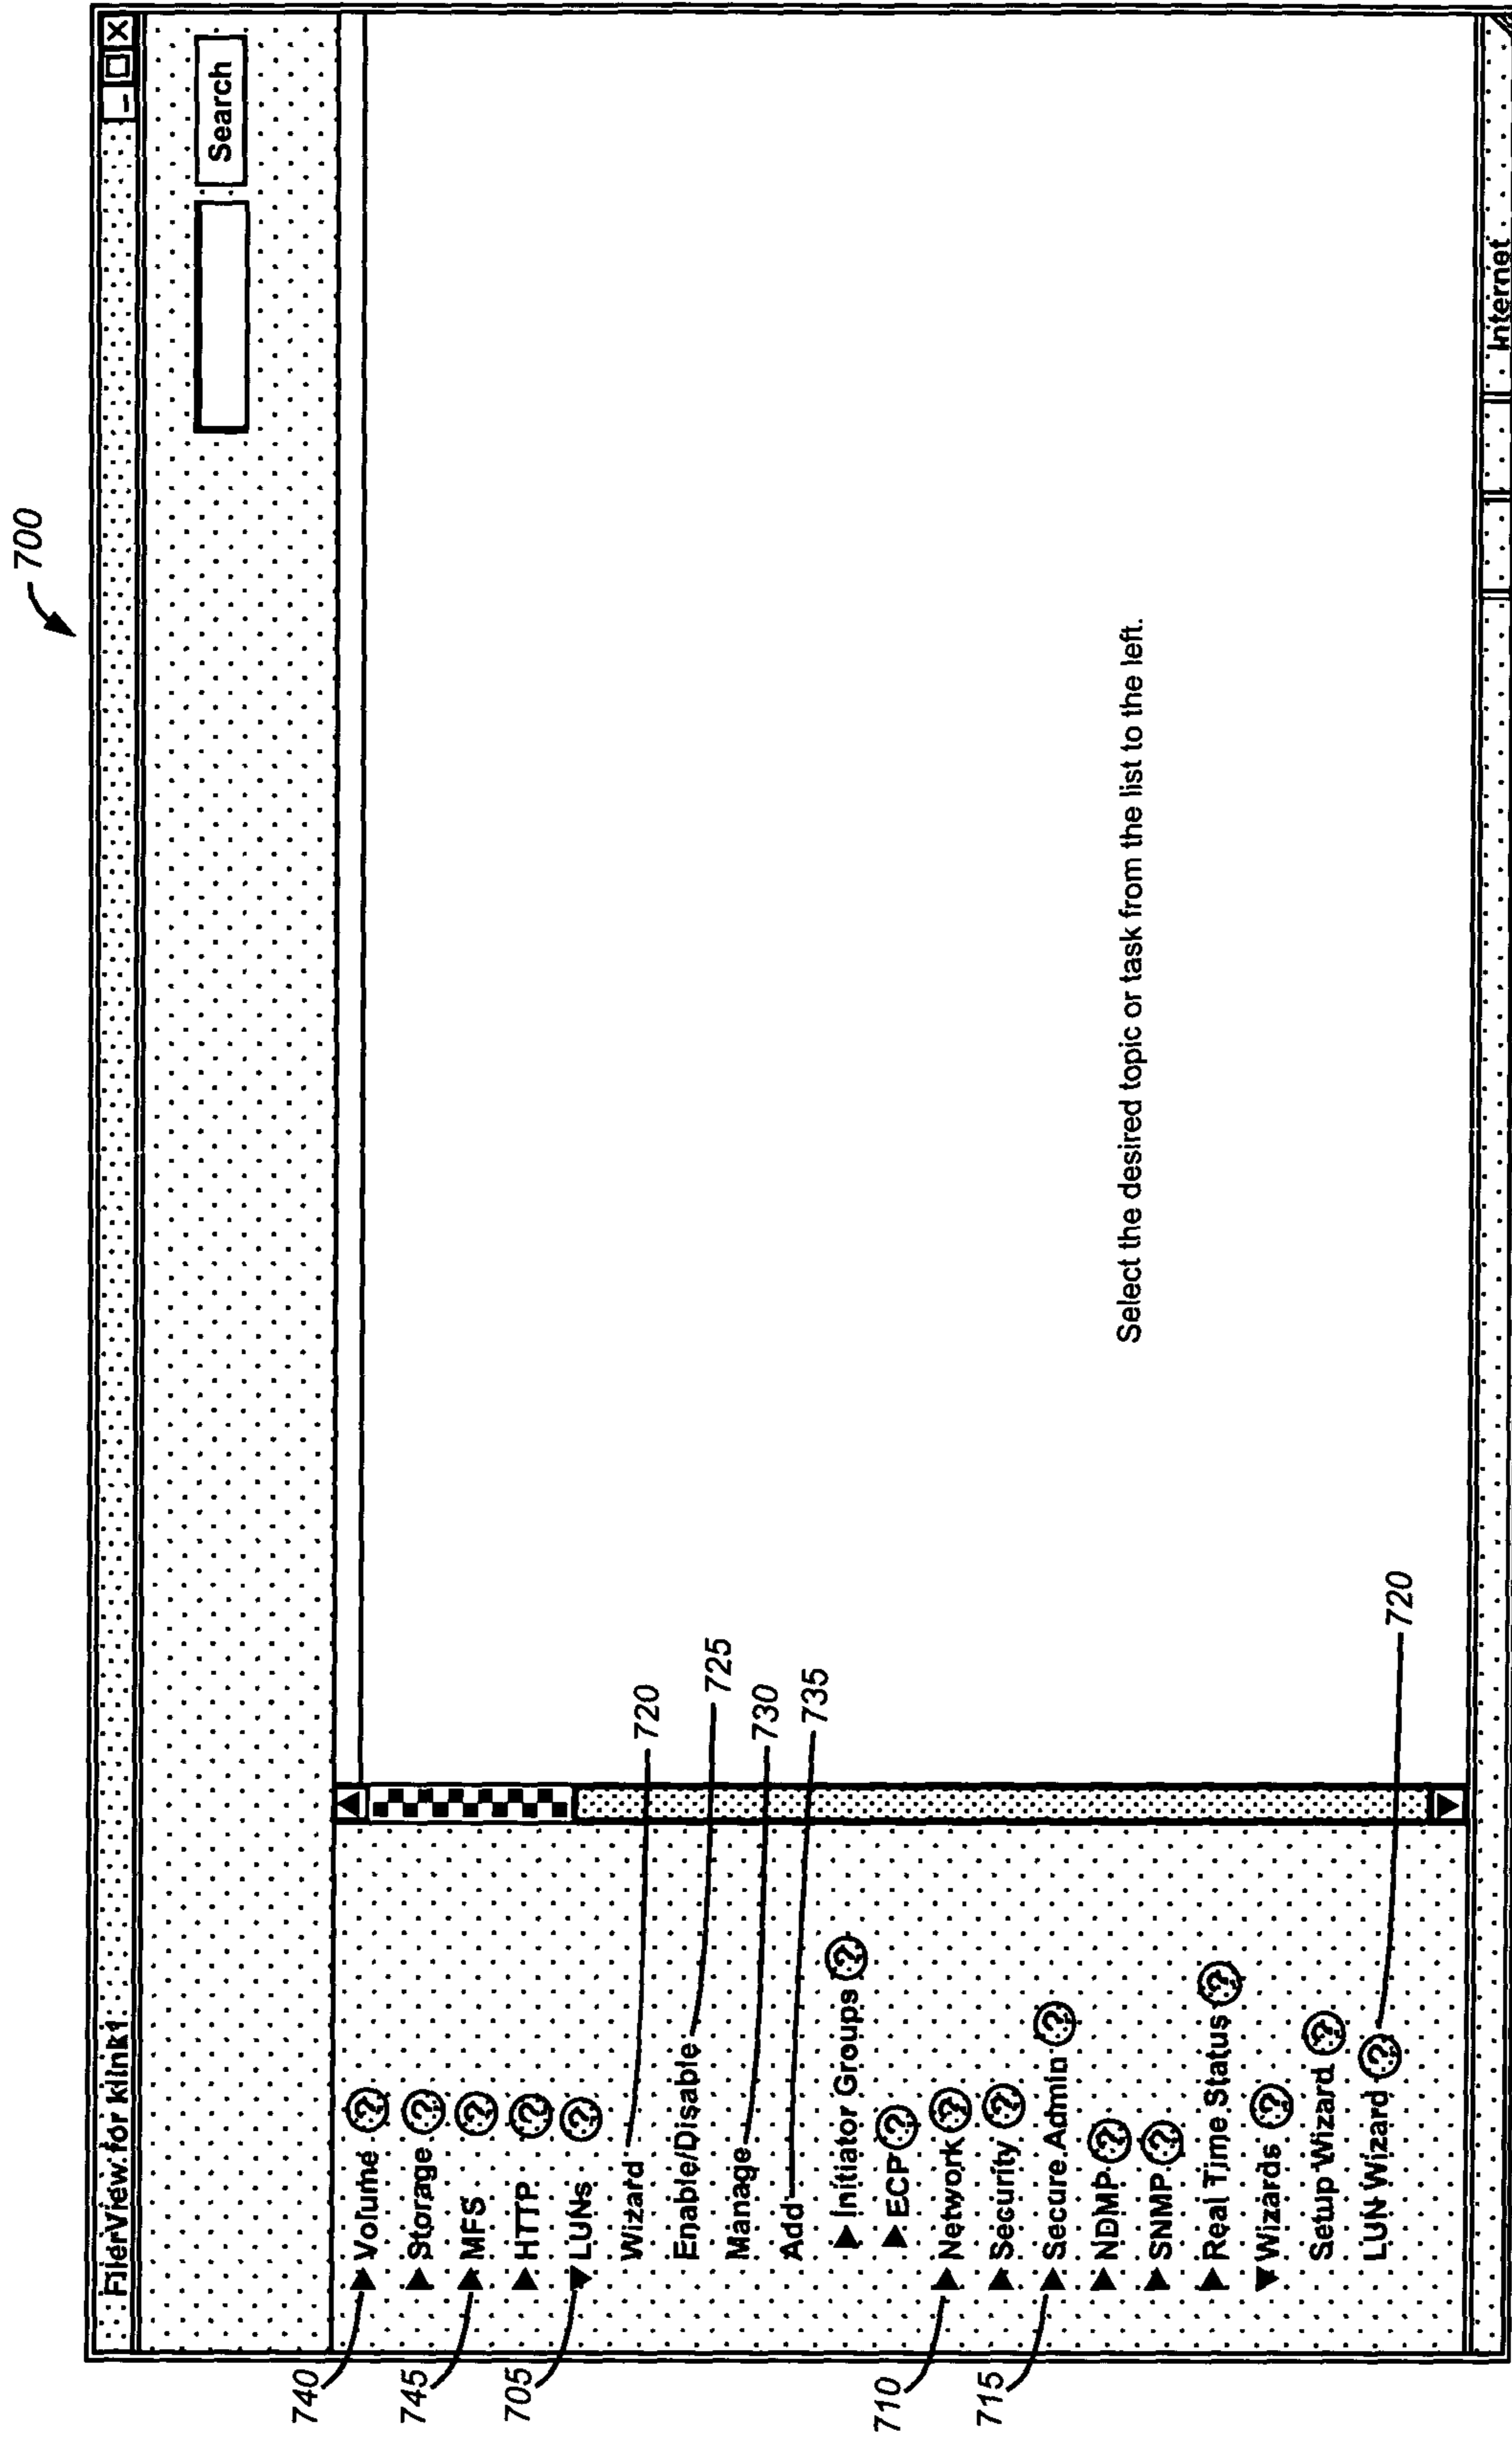 700
FilerView for klink1
Search
740
Volume ?
Storage ?
745
MFS ?
HTTP ?
705
LUNs ?
Wizard
720
Enable/Disable
725
Manage
730
Add
735
Initiator Groups ?
ECP ?
710
Network ?
Security ?
715
Secure Admin ?
NDMP ?
SNMP ?
Real Time Status ?
Wizards ?
Setup Wizard ?
LUN Wizard ?
720
Select the desired topic or task from the list to the left.
Internet